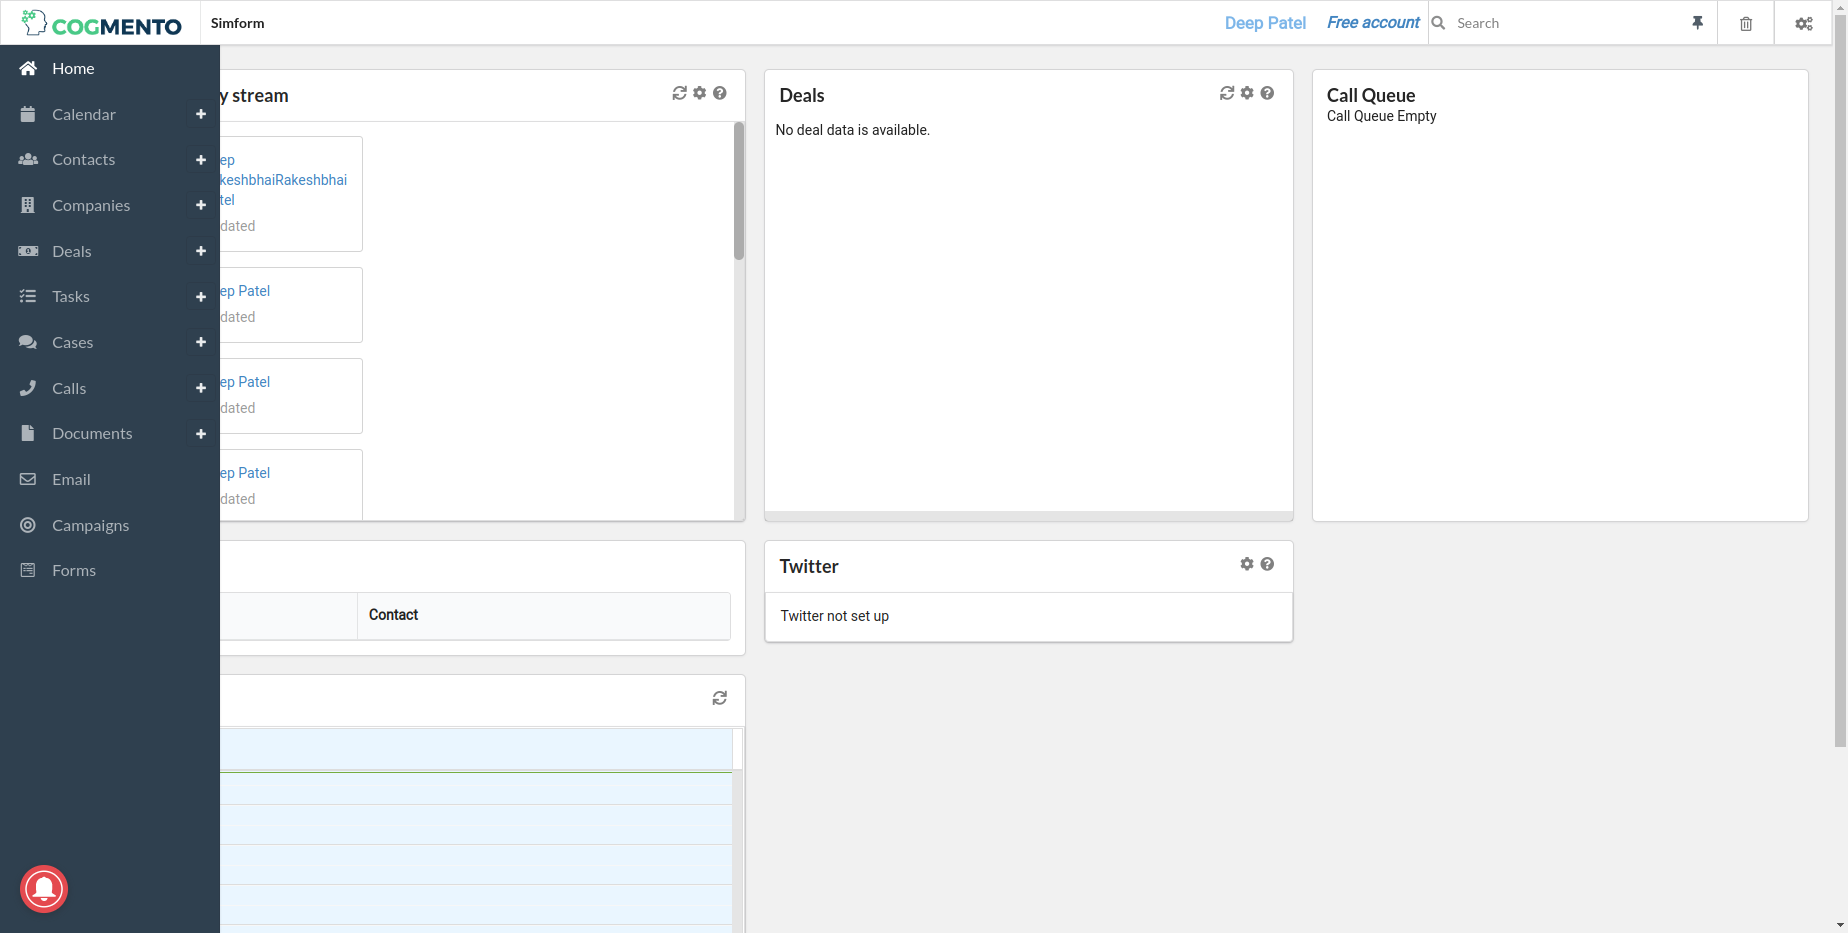 COGMENTO
Simform
Deep Patel
Free account
Search
Home
Calendar
Contacts
Companies
Deals
Tasks
Cases
Calls
Documents
Email
Campaigns
Forms
y stream
ep
keshbhaiRakeshbhai
tel
dated
ep Patel
dated
ep Patel
dated
ep Patel
dated
Deals
No deal data is available.
Call Queue
Call Queue Empty
Contact
Twitter
Twitter not set up